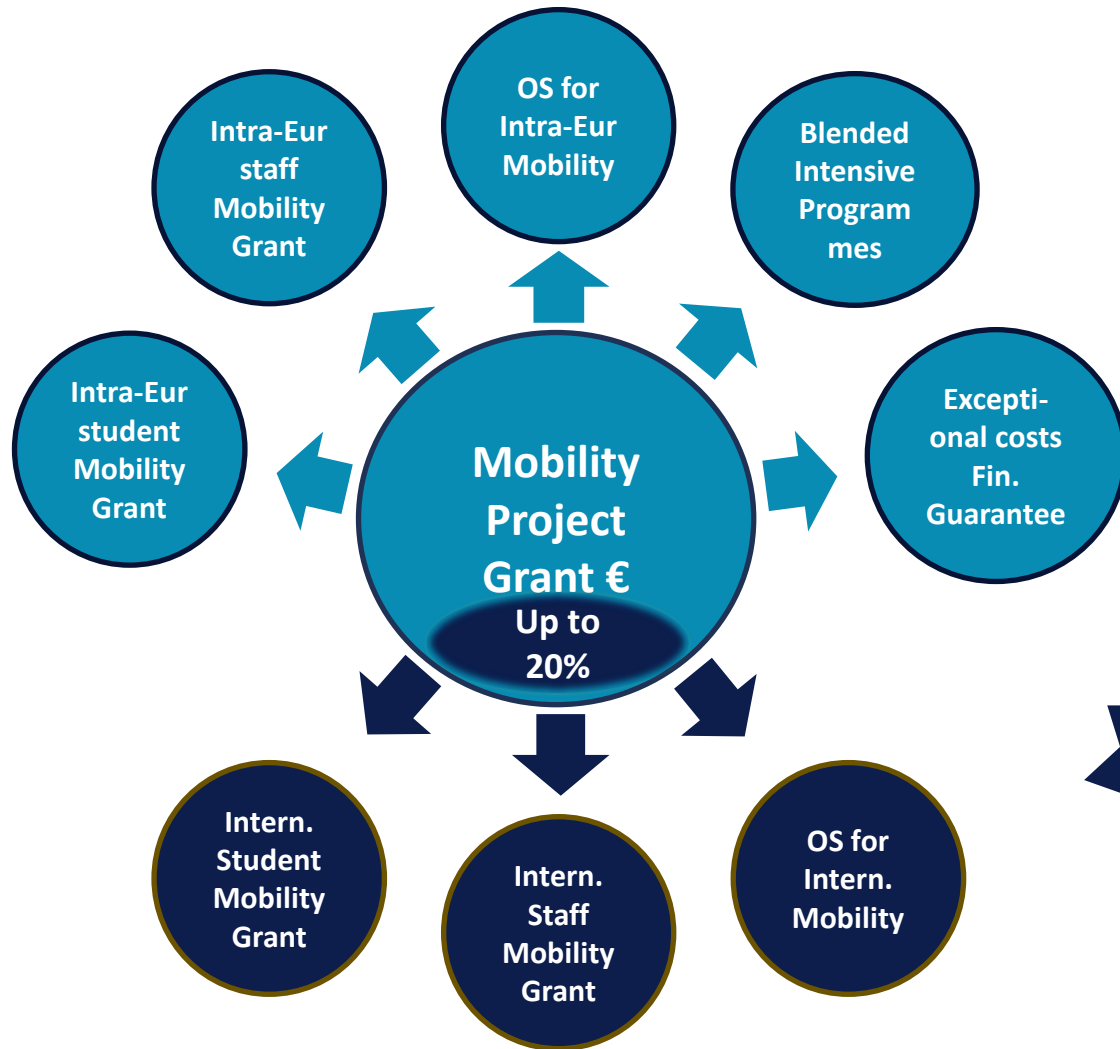 OS for
Intra-Eur
Mobility
Intra-Eur
staff
Mobility
Grant
Blended
Intensive
Program
mes
Intra-Eur
student
Mobility
Grant
Excepti-
onal costs
Fin.
Guarantee
Mobility
Project
Grant €
Up to
20%
Intern.
Student
Mobility
Grant
Intern.
Staff
Mobility
Grant
OS for
Intern.
Mobility